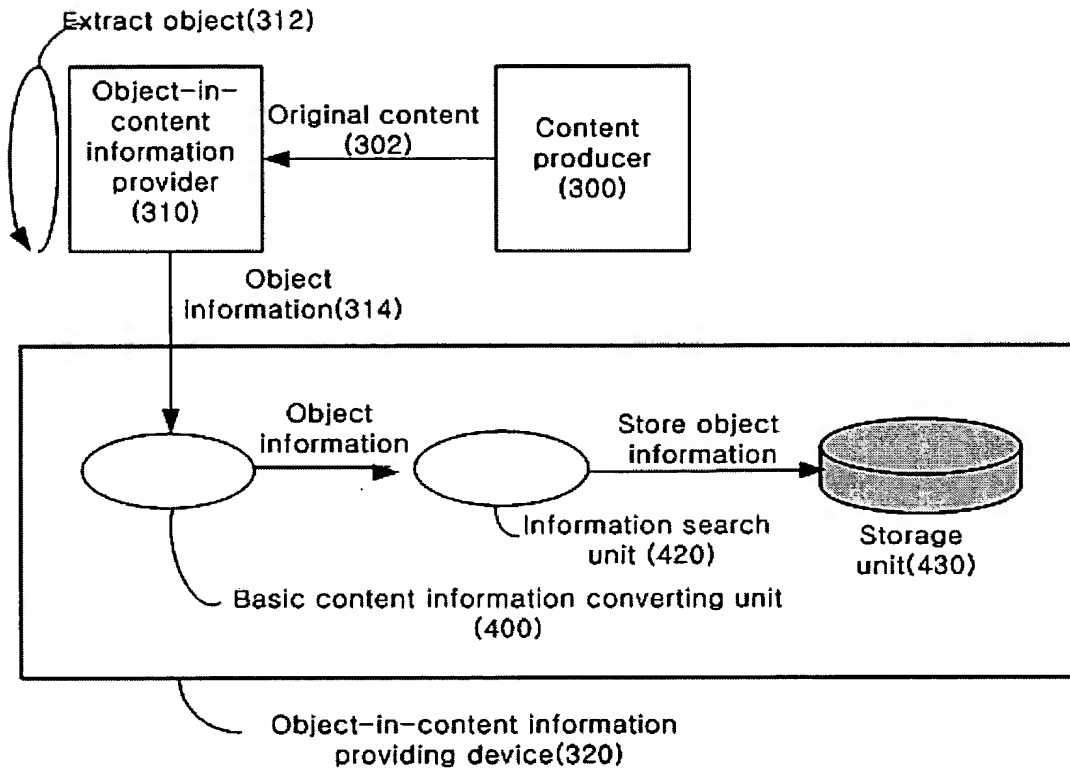 Extract object(312)
Object-in-
content
information
provider
(310)
Original content
(302)
Content
producer
(300)
Object
information(314)
Object
information
Store object
information
Information search
unit (420)
Storage
unit(430)
Basic content information converting unit
(400)
Object-in-content information
providing device(320)